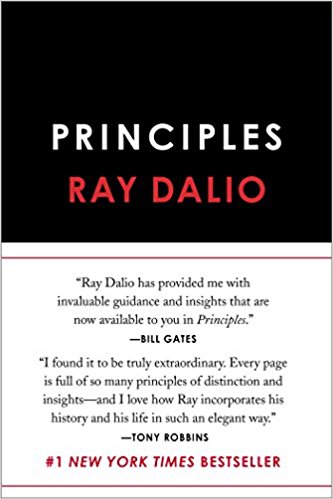 PRINCIPLES
RAY DALIO
“Ray Dalio has provided me with
invaluable guidance and insights that are
now available to you in Principles.”
—BILL GATES
“I found it to be truly extraordinary. Every page
is full of so many principles of distinction and
insights—and I love how Ray incorporates his
history and his life in such an elegant way.”
—TONY ROBBINS
#1 NEW YORK TIMES BESTSELLER